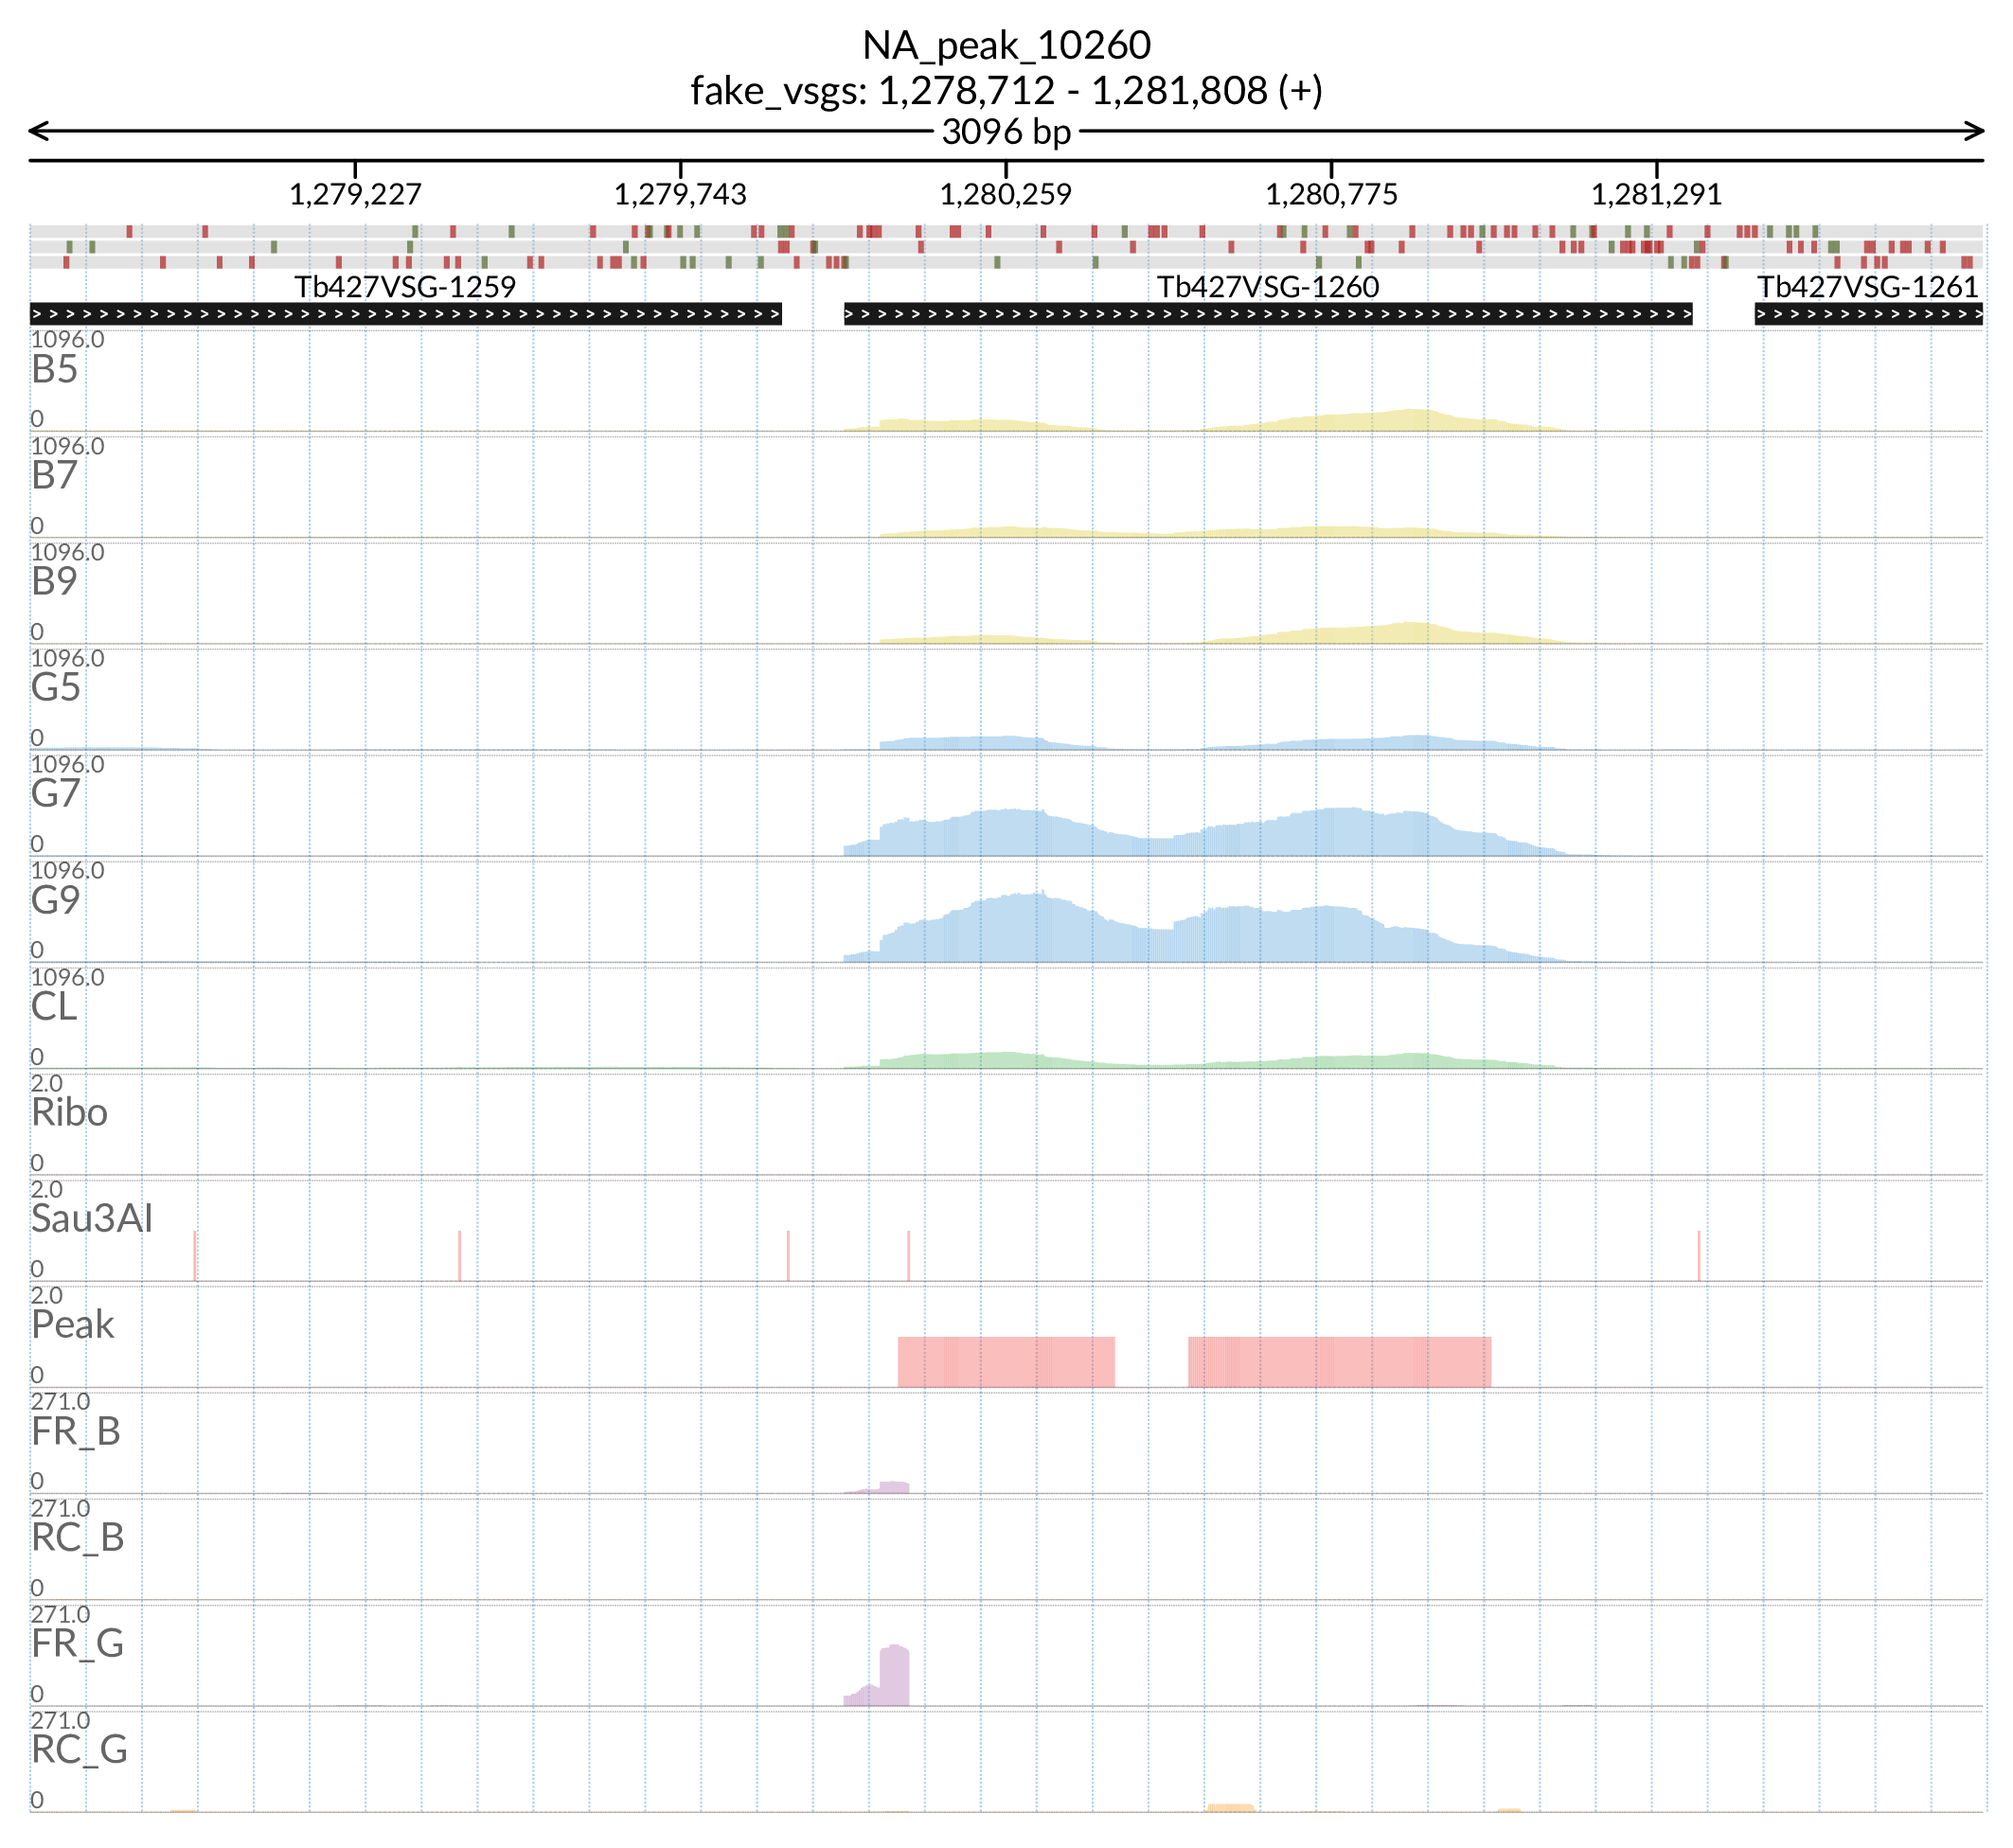 NA_peak_10260
fake_vsgs: 1,278,712 - 1,281,808 (+)
3096 bp
1,279,227 1,279,743 1,280,259 1,280,775 1,281,291
Tb427VSG-1259 Tb427VSG-1260 Tb427VSG-1261
1096.0
B5
0
1096.0
B7
0
1096.0
B9
0
1096.0
G5
0
1096.0
G7
0
1096.0
G9
0
1096.0
CL
0
2.0
Ribo
0
2.0
Sau3AI
0
2.0
Peak
0
271.0
FR_B
0
271.0
RC_B
0
271.0
FR_G
0
271.0
RC_G
0